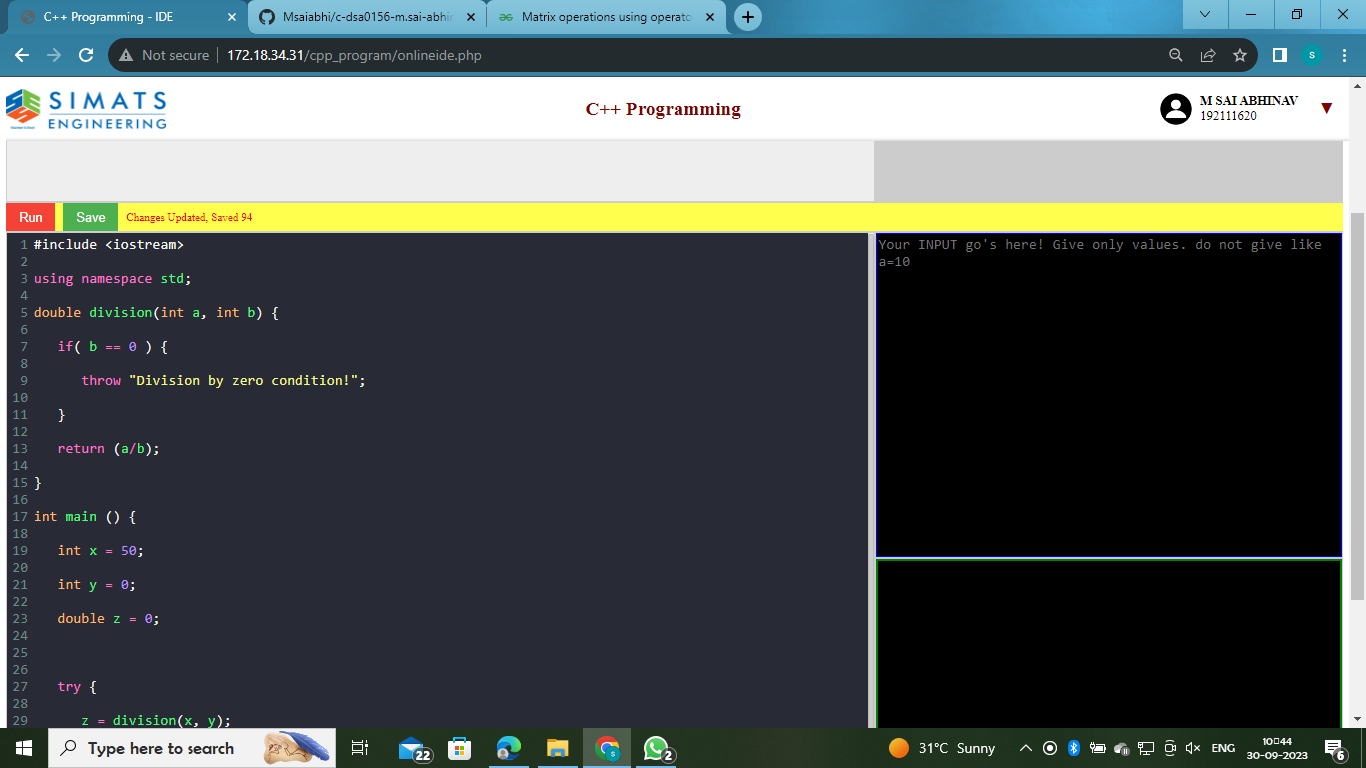 C++ Programming - IDE
Msaiabhi/c-dsa0156-m.sai-abhin
Matrix operations using operato
Not secure
172.18.34.31/cpp_program/onlineide.php
S
SIMATS
ENGINEERING
C++ Programming
M SAI ABHINAV
192111620
Run
Save
Changes Updated, Saved 94
1 #include <iostream>
2
3 using namespace std;
4
5 double division(int a, int b) {
6
7 if( b == 0 ) {
8
9 throw "Division by zero condition!";
10
11 }
12
13 return (a/b);
14
15 }
16
17 int main () {
18
19 int x = 50;
20
21 int y = 0;
22
23 double z = 0;
24
25
26
27 try {
28
29 z = division(x, y);
Your INPUT go's here! Give only values. do not give like
a=10
Type here to search
22
2
31°C Sunny
ENG
10:44
30-09-2023
6